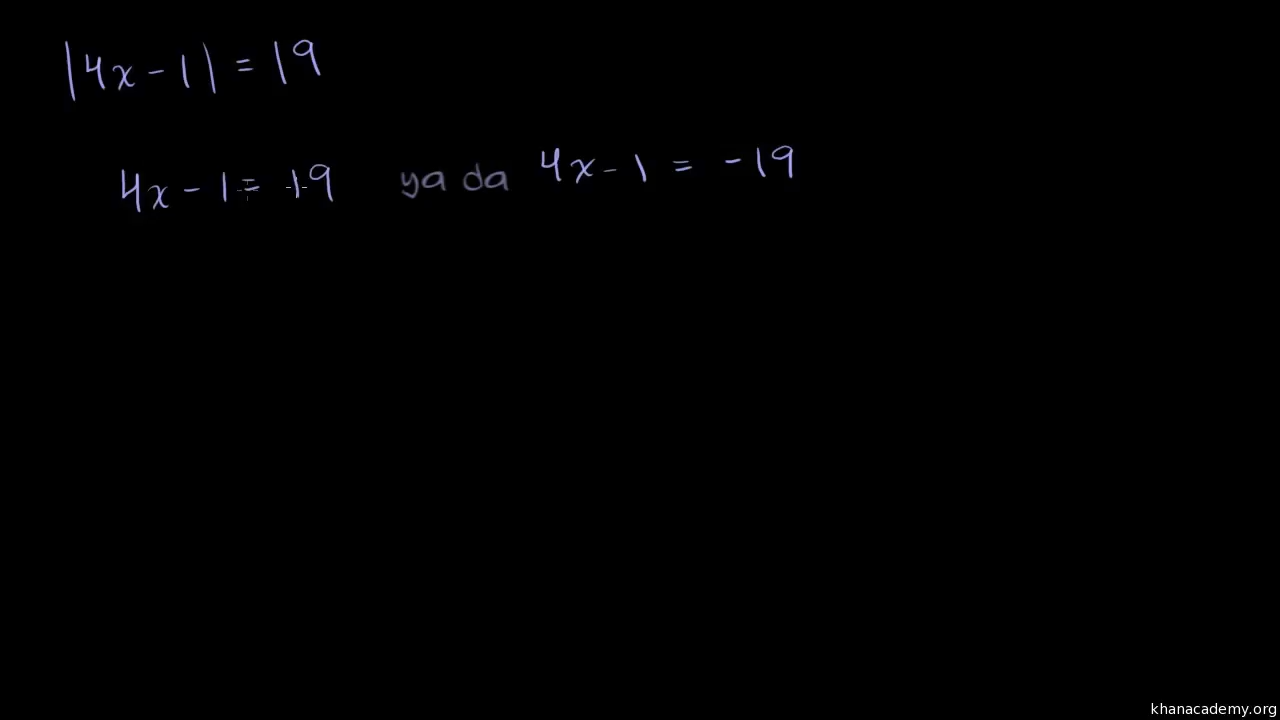 |4x - 1| = 19
4x - 1 = 19 ya da 4x - 1 = -19
khanacademy.org